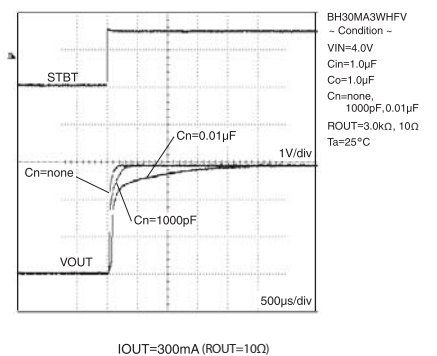 BH30MA3WHFV
~ Condition ~
VIN=4.0V
Cin=1.0µF
Co=1.0µF
Cn=none,
1000pF,0.01µF
ROUT=3.0kΩ, 10Ω
Ta=25°C
STBT
Cn=0.01µF
1V/div
Cn=none
Cn=1000pF
VOUT
500µs/div
IOUT=300mA (ROUT=10Ω)